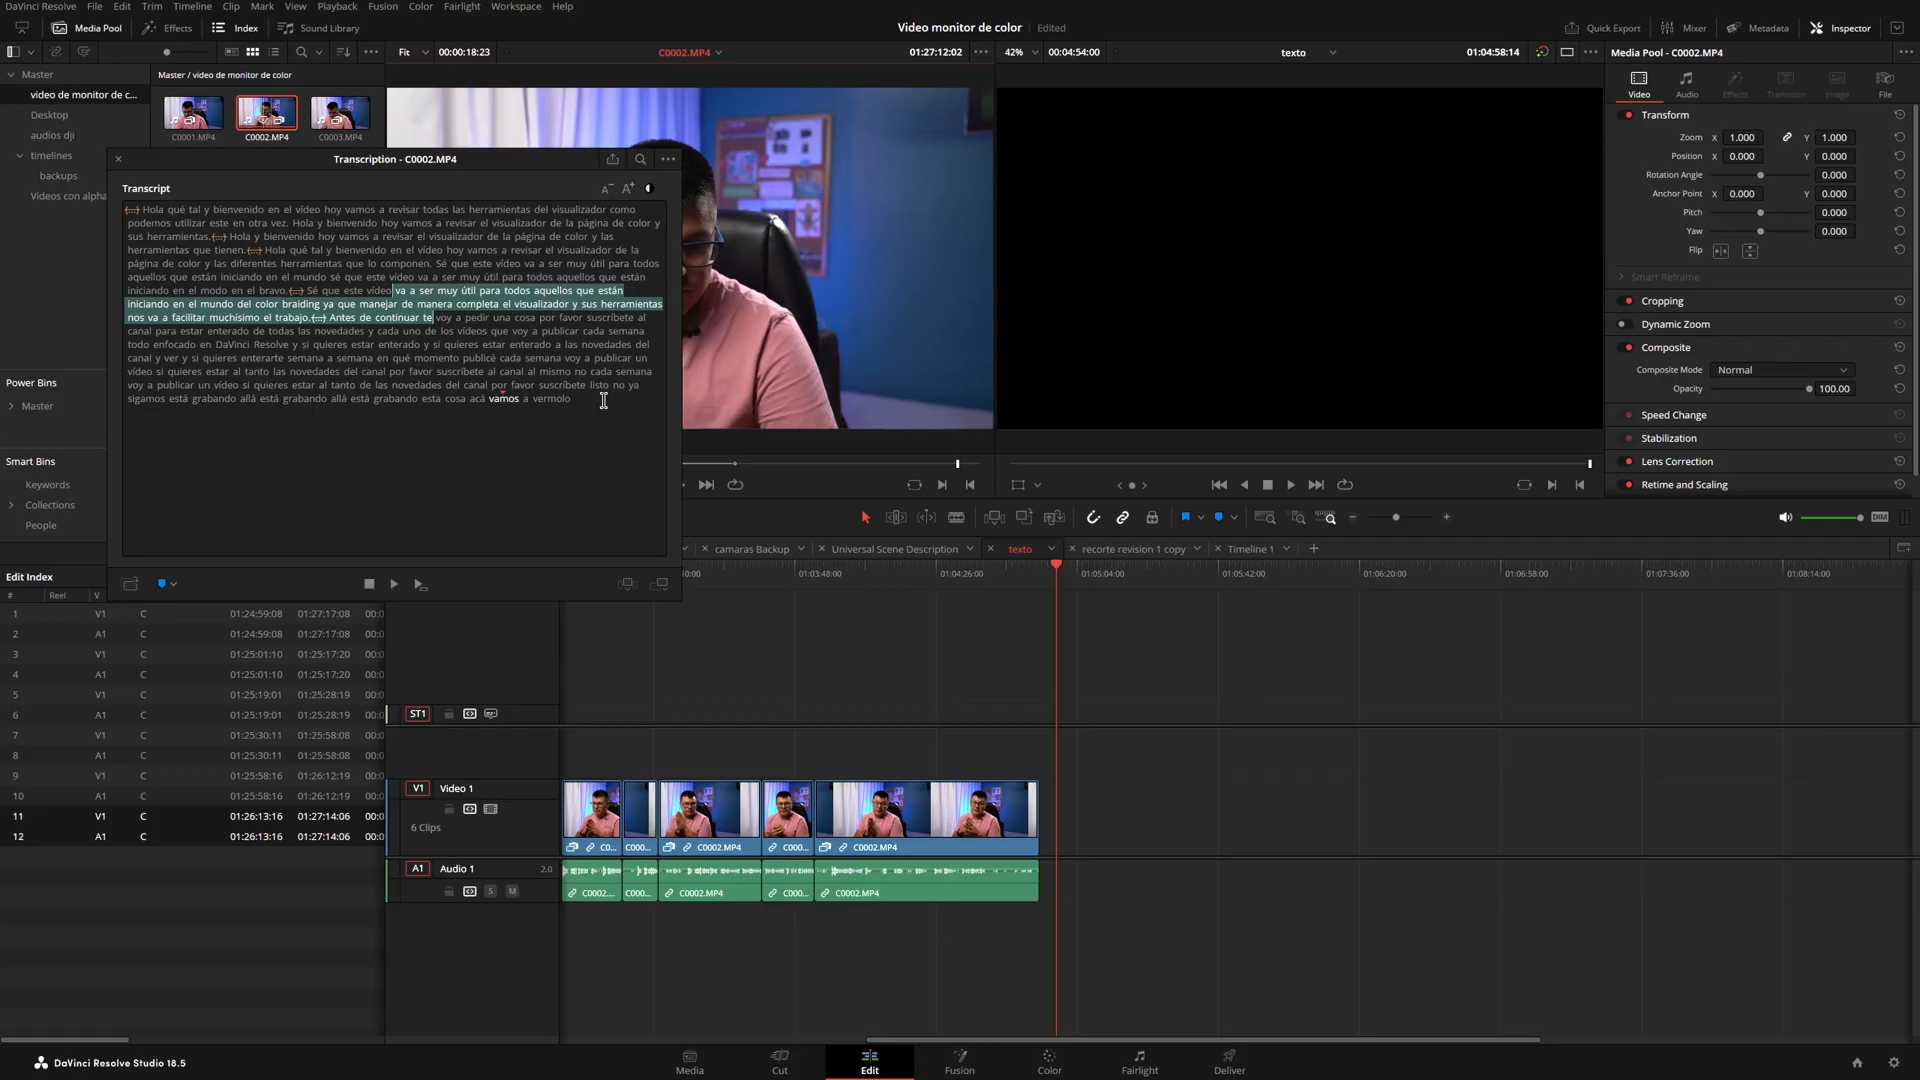 DaVinci Resolve File Edit Trim Timeline Clip Mark View Playback Fusion Color Fairlight Workspace Help
Media Pool Effects Index Sound Library Video monitor de color Edited Quick Export Mixer Metadata Inspector
Fit 00:00:18:23 C0002.MP4 01:27:12:02 42% 00:04:54:00 texto 01:04:58:14 Media Pool - C0002.MP4
Master
video de monitor de c...
Desktop
audios dji
timelines
backups
Videos con alpha
Master / video de monitor de color
C0001.MP4 C0002.MP4 C0003.MP4
Power Bins
Master
Smart Bins
Keywords
Collections
People
Transcription - C0002.MP4
Transcript
A- A+
(...) Hola qué tal y bienvenido en el vídeo hoy vamos a revisar todas las herramientas del visualizador como
podemos utilizar este en otra vez. Hola y bienvenido hoy vamos a revisar el visualizador de la página de color y
sus herramientas.(...) Hola y bienvenido hoy vamos a revisar el visualizador de la página de color y las
herramientas que tienen.(...) Hola qué tal y bienvenido en el vídeo hoy vamos a revisar el visualizador de la
página de color y las diferentes herramientas que lo componen. Sé que este vídeo va a ser muy útil para todos
aquellos que están iniciando en el mundo sé que este vídeo va a ser muy útil para todos aquellos que están
iniciando en el modo en el bravo.(...) Sé que este vídeo va a ser muy útil para todos aquellos que están
iniciando en el mundo del color braiding ya que manejar de manera completa el visualizador y sus herramientas
nos va a facilitar muchísimo el trabajo.(...) Antes de continuar te voy a pedir una cosa por favor suscríbete al
canal para estar enterado de todas las novedades y cada uno de los vídeos que voy a publicar cada semana
todo enfocado en DaVinci Resolve y si quieres estar enterado y si quieres estar enterado a las novedades del
canal y ver y si quieres enterarte semana a semana en qué momento publicé cada semana voy a publicar un
vídeo si quieres estar al tanto las novedades del canal por favor suscríbete al canal al mismo no cada semana
voy a publicar un vídeo si quieres estar al tanto de las novedades del canal por favor suscríbete listo no ya
sigamos está grabando allá está grabando allá está grabando esta cosa acá vamos a vermolo
Video Audio Effects Transition Image File
Transform
Zoom X 1.000 Y 1.000
Position X 0.000 Y 0.000
Rotation Angle 0.000
Anchor Point X 0.000 Y 0.000
Pitch 0.000
Yaw 0.000
Flip
Smart Reframe
Cropping
Dynamic Zoom
Composite
Composite Mode Normal
Opacity 100.00
Speed Change
Stabilization
Lens Correction
Retime and Scaling
DIM
camaras Backup Universal Scene Description texto recorte revision 1 copy Timeline 1
01:03:48:00 01:04:26:00 01:05:04:00 01:05:42:00 01:06:20:00 01:06:58:00 01:07:36:00 01:08:14:00
Edit Index
# Reel V C
1 V1 C 01:24:59:08 01:27:17:08 00:0
2 A1 C 01:24:59:08 01:27:17:08 00:0
3 V1 C 01:25:01:10 01:25:17:20 00:0
4 A1 C 01:25:01:10 01:25:17:20 00:0
5 V1 C 01:25:19:01 01:25:28:19 00:0
6 A1 C 01:25:19:01 01:25:28:19 00:0
7 V1 C 01:25:30:11 01:25:58:08 00:0
8 A1 C 01:25:30:11 01:25:58:08 00:0
9 V1 C 01:25:58:16 01:26:12:19 00:0
10 A1 C 01:25:58:16 01:26:12:19 00:0
11 V1 C 01:26:13:16 01:27:14:06 00:0
12 A1 C 01:26:13:16 01:27:14:06 00:0
ST1
V1 Video 1
6 Clips
C0... C000... C0002.MP4 C000... C0002.MP4
A1 Audio 1 2.0
S M
C0002.... C000... C0002.MP4 C000... C0002.MP4
DaVinci Resolve Studio 18.5
Media Cut Edit Fusion Color Fairlight Deliver